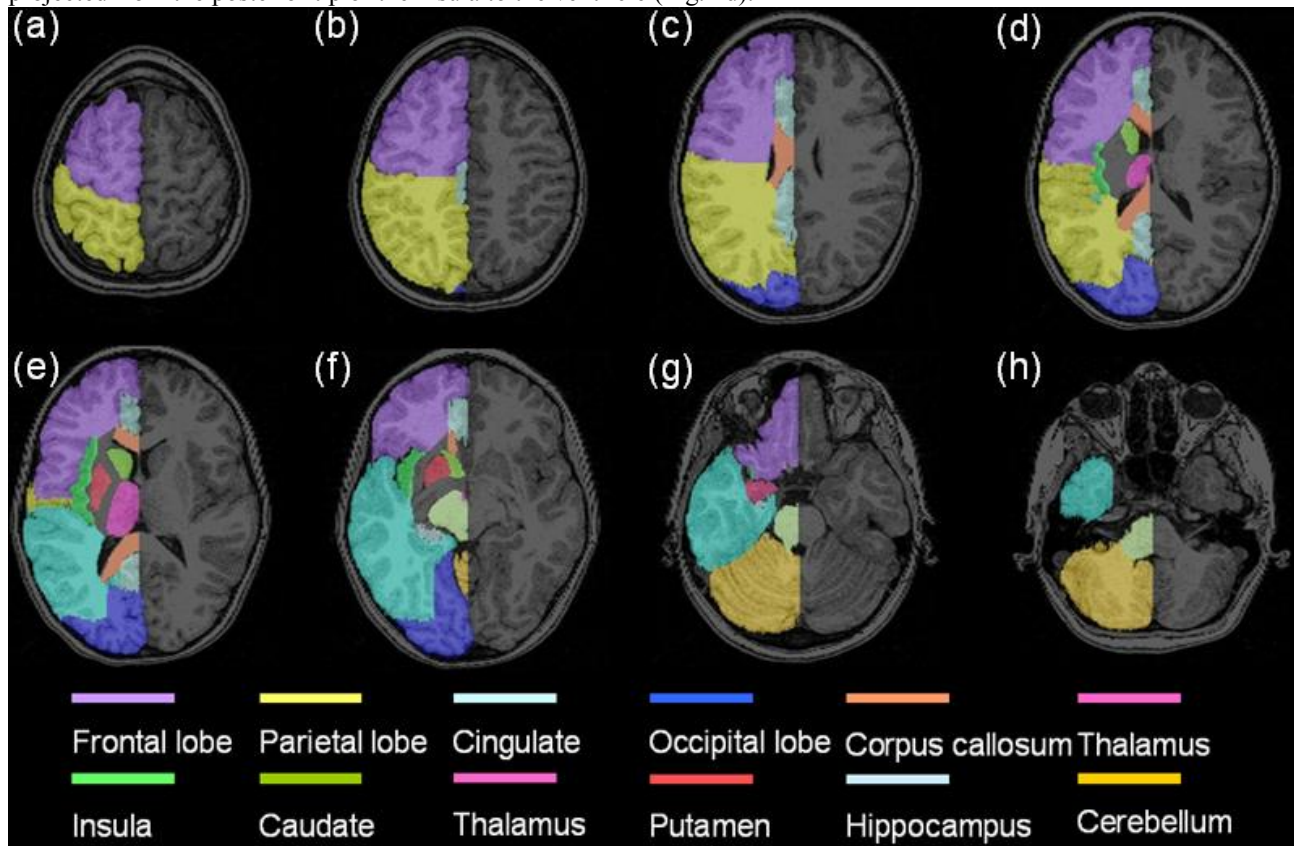 (a) (b) (c) (d)
(e) (f) (g) (h)
Frontal lobe Parietal lobe Cingulate Occipital lobe Corpus callosum Thalamus
Insula Caudate Thalamus Putamen Hippocampus Cerebellum